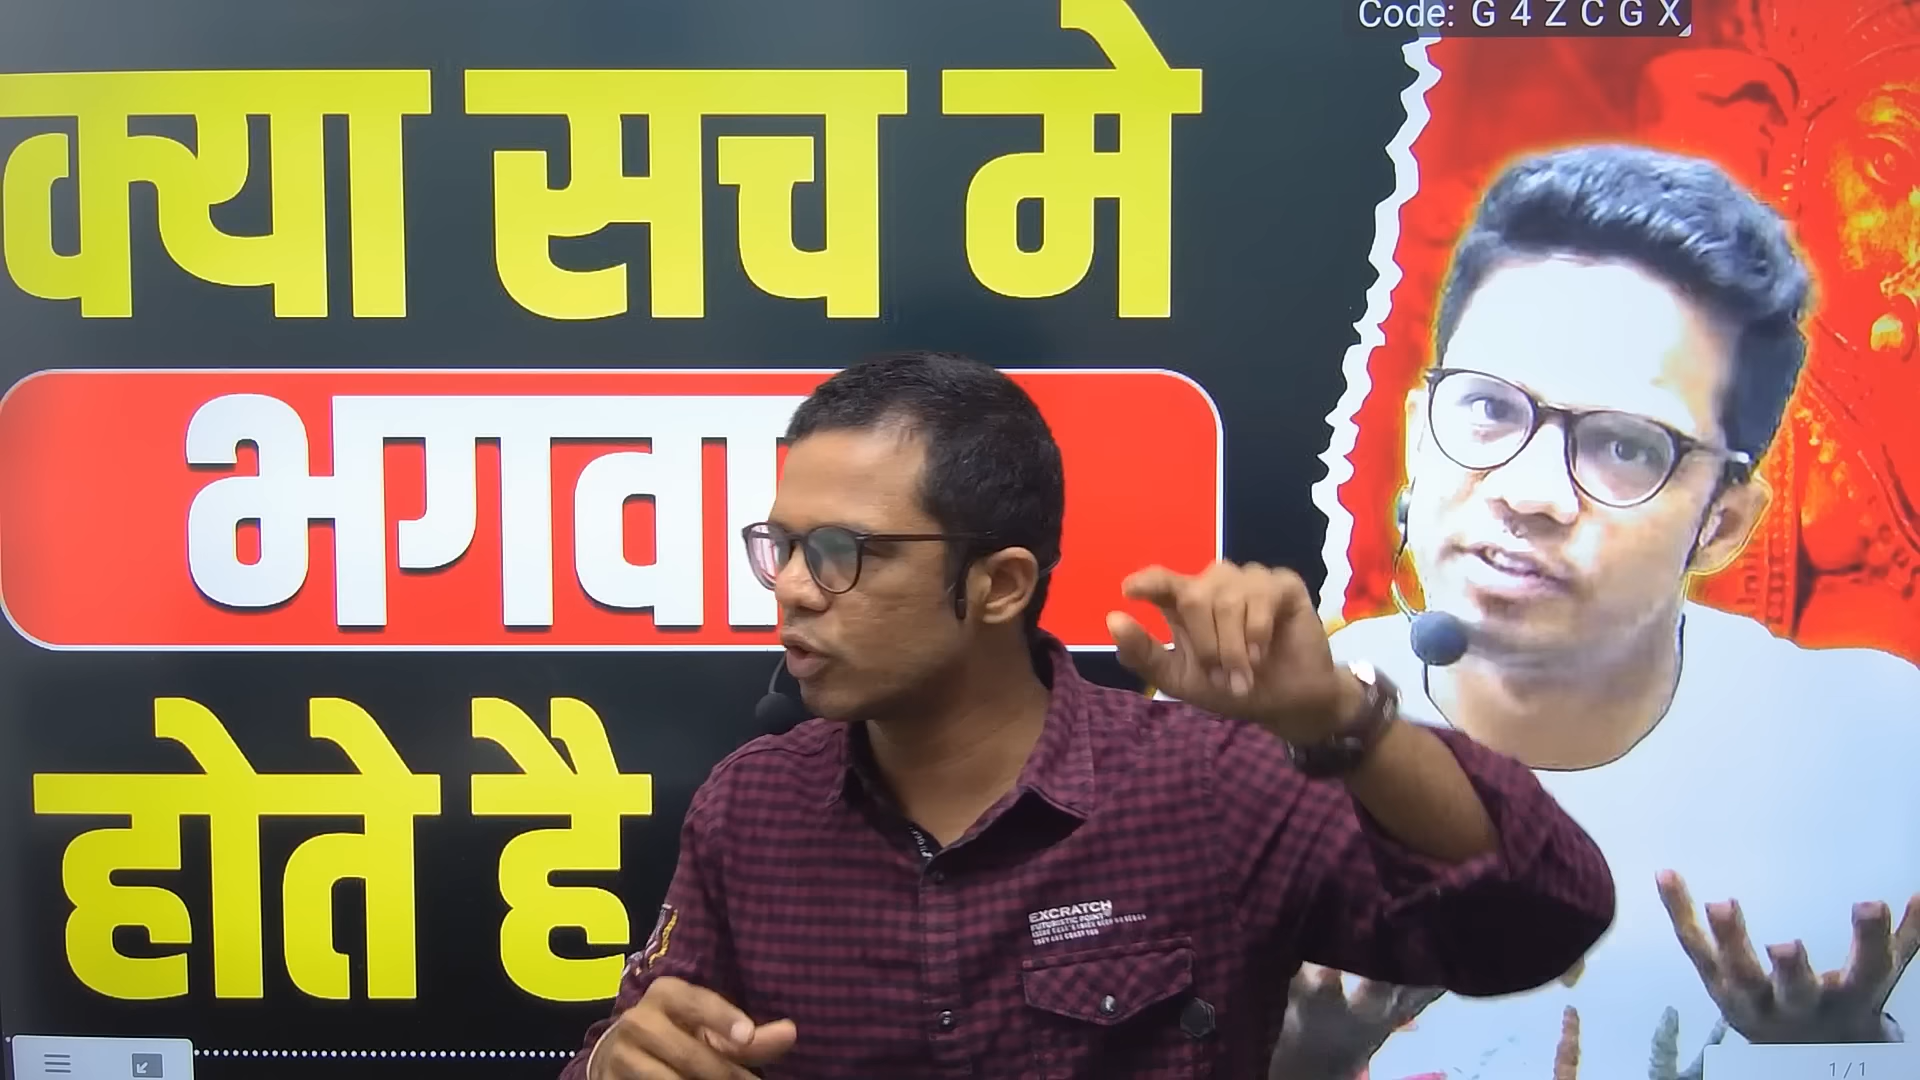 Code: G 4 Z C G X
क्या सच मे
भगवा
होते है
EXCRATCH
FUTURISTIC POINT
1 / 1